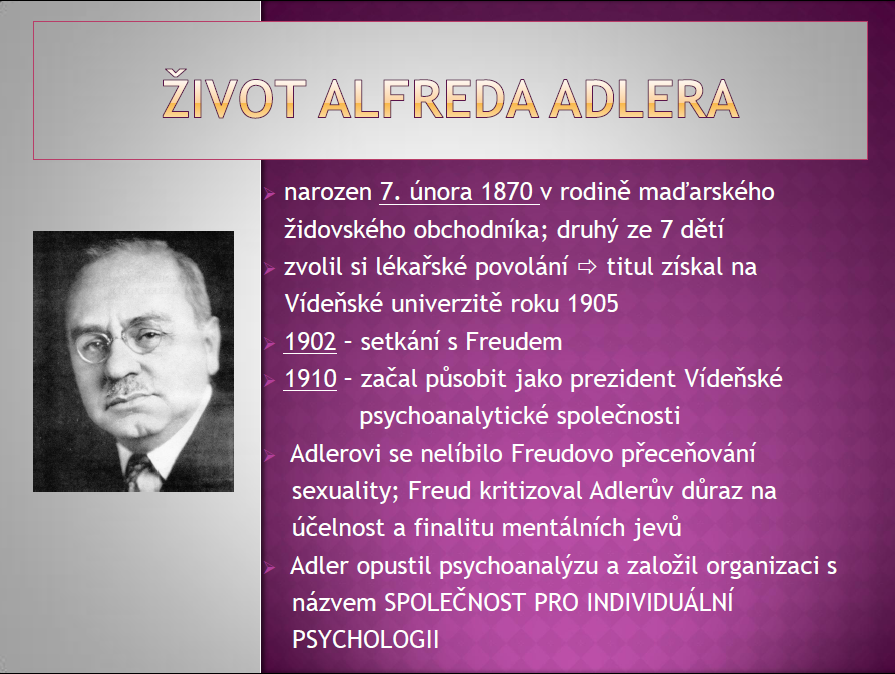 ŽIVOT ALFREDA ADLERA
narozen 7. února 1870 v rodině maďarského
židovského obchodníka; druhý ze 7 dětí
zvolil si lékařské povolání ⇨ titul získal na
Vídeňské univerzitě roku 1905
1902 – setkání s Freudem
1910 – začal působit jako prezident Vídeňské
psychoanalytické společnosti
Adlerovi se nelíbilo Freudovo přeceňování
sexuality; Freud kritizoval Adlerův důraz na
účelnost a finalitu mentálních jevů
Adler opustil psychoanalýzu a založil organizaci s
názvem SPOLEČNOST PRO INDIVIDUÁLNÍ
PSYCHOLOGII